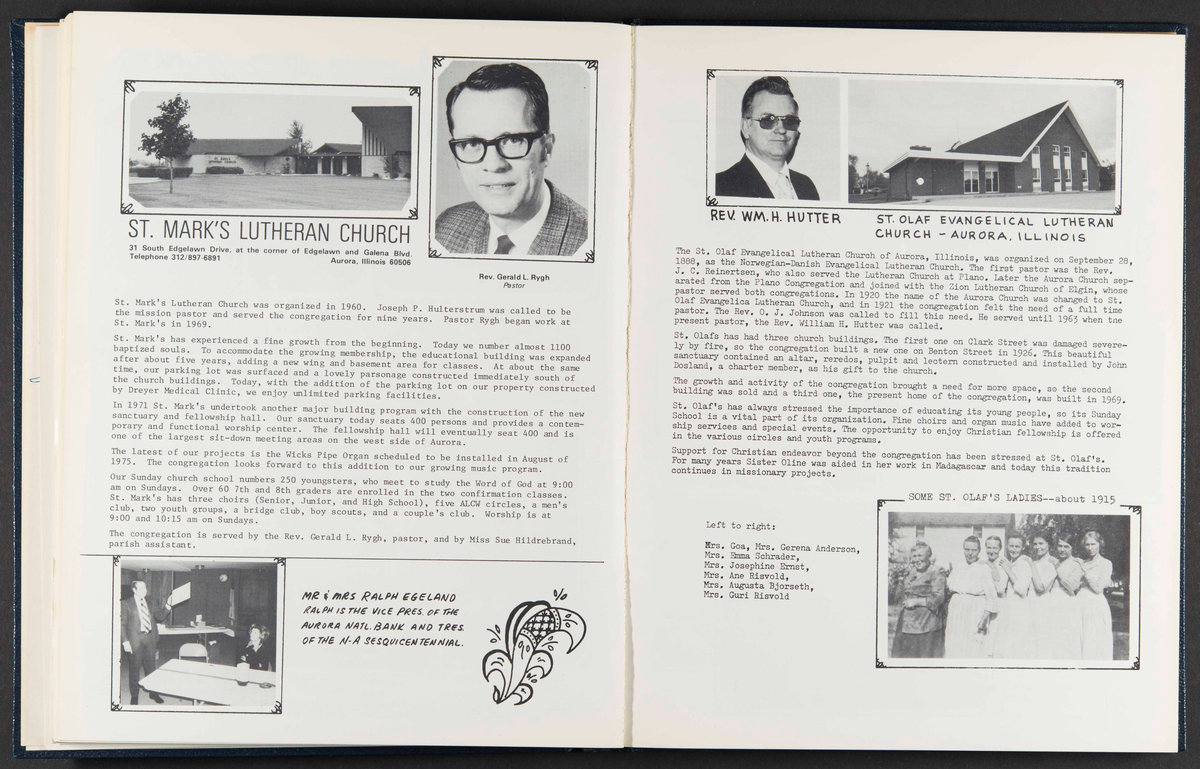 ST. MARK'S LUTHERAN CHURCH
31 South Edgelawn Drive, at the corner of Edgelawn and Galena Blvd.
Telephone 312/897-6891 Aurora, Illinois 60506
Rev. Gerald L. Rygh
Pastor
St. Mark's Lutheran Church was organized in 1960. Joseph P. Hulterstrum was called to be
the mission pastor and served the congregation for nine years. Pastor Rygh began work at
St. Mark's in 1969.
St. Mark's has experienced a fine growth from the beginning. Today we number almost 1100
baptized souls. To accommodate the growing membership, the educational building was expanded
after about five years, adding a new wing and basement area for classes. At about the same
time, our parking lot was surfaced and a lovely parsonage constructed immediately south of
the church buildings. Today, with the addition of the parking lot on our property constructed
by Dreyer Medical Clinic, we enjoy unlimited parking facilities.
In 1971 St. Mark's undertook another major building program with the construction of the new
sanctuary and fellowship hall. Our sanctuary today seats 400 persons and provides a contem-
porary and functional worship center. The fellowship hall will eventually seat 400 and is
one of the largest sit-down meeting areas on the west side of Aurora.
The latest of our projects is the Wicks Pipe Organ scheduled to be installed in August of
1975. The congregation looks forward to this addition to our growing music program.
Our Sunday church school numbers 250 youngsters, who meet to study the Word of God at 9:00
am on Sundays. Over 60 7th and 8th graders are enrolled in the two confirmation classes.
St. Mark's has three choirs (Senior, Junior, and High School), five ALCW circles, a men's
club, two youth groups, a bridge club, boy scouts, and a couple's club. Worship is at
9:00 and 10:15 am on Sundays.
The congregation is served by the Rev. Gerald L. Rygh, pastor, and by Miss Sue Hildebrand,
parish assistant.
MR & MRS RALPH EGELAND
RALPH IS THE VICE PRES. OF THE
AURORA NATL. BANK AND TRES.
OF THE N-A SESQUICENTENNIAL.
90
REV. WM. H. HUTTER
ST. OLAF EVANGELICAL LUTHERAN
CHURCH - AURORA, ILLINOIS
The St. Olaf Evangelical Lutheran Church of Aurora, Illinois, was organized on September 28,
1888, as the Norwegian-Danish Evangelical Lutheran Church. The first pastor was the Rev.
J. C. Reinertsen, who also served the Lutheran Church at Plano. Later the Aurora Church sep-
arated from the Plano Congregation and joined with the Zion Lutheran Church of Elgin, whose
pastor served both congregations. In 1920 the name of the Aurora Church was changed to St.
Olaf Evangelica Lutheran Church, and in 1921 the congregation felt the need of a full time
pastor. The Rev. O. J. Johnson was called to fill this need. He served until 1963 when the
present pastor, the Rev. William H. Hutter was called.
St. Olafs has had three church buildings. The first one on Clark Street was damaged severe-
ly by fire, so the congregation built a new one on Benton Street in 1926. This beautiful
sanctuary contained an altar, reredos, pulpit and lectern constructed and installed by John
Dosland, a charter member, as his gift to the church.
The growth and activity of the congregation brought a need for more space, so the second
building was sold and a third one, the present home of the congregation, was built in 1969.
St. Olaf's has always stressed the importance of educating its young people, so its Sunday
School is a vital part of its organization. Fine choirs and organ music have added to wor-
ship services and special events. The opportunity to enjoy Christian fellowship is offered
in the various circles and youth programs.
Support for Christian endeavor beyond the congregation has been stressed at St. Olaf's.
For many years Sister Oline was aided in her work in Madagascar and today this tradition
continues in missionary projects.
SOME ST. OLAF'S LADIES--about 1915
Left to right:
Mrs. Goa, Mrs. Gerena Anderson,
Mrs. Emma Schrader,
Mrs. Josephine Ernst,
Mrs. Ane Risvold,
Mrs. Augusta Bjorseth,
Mrs. Guri Risvold